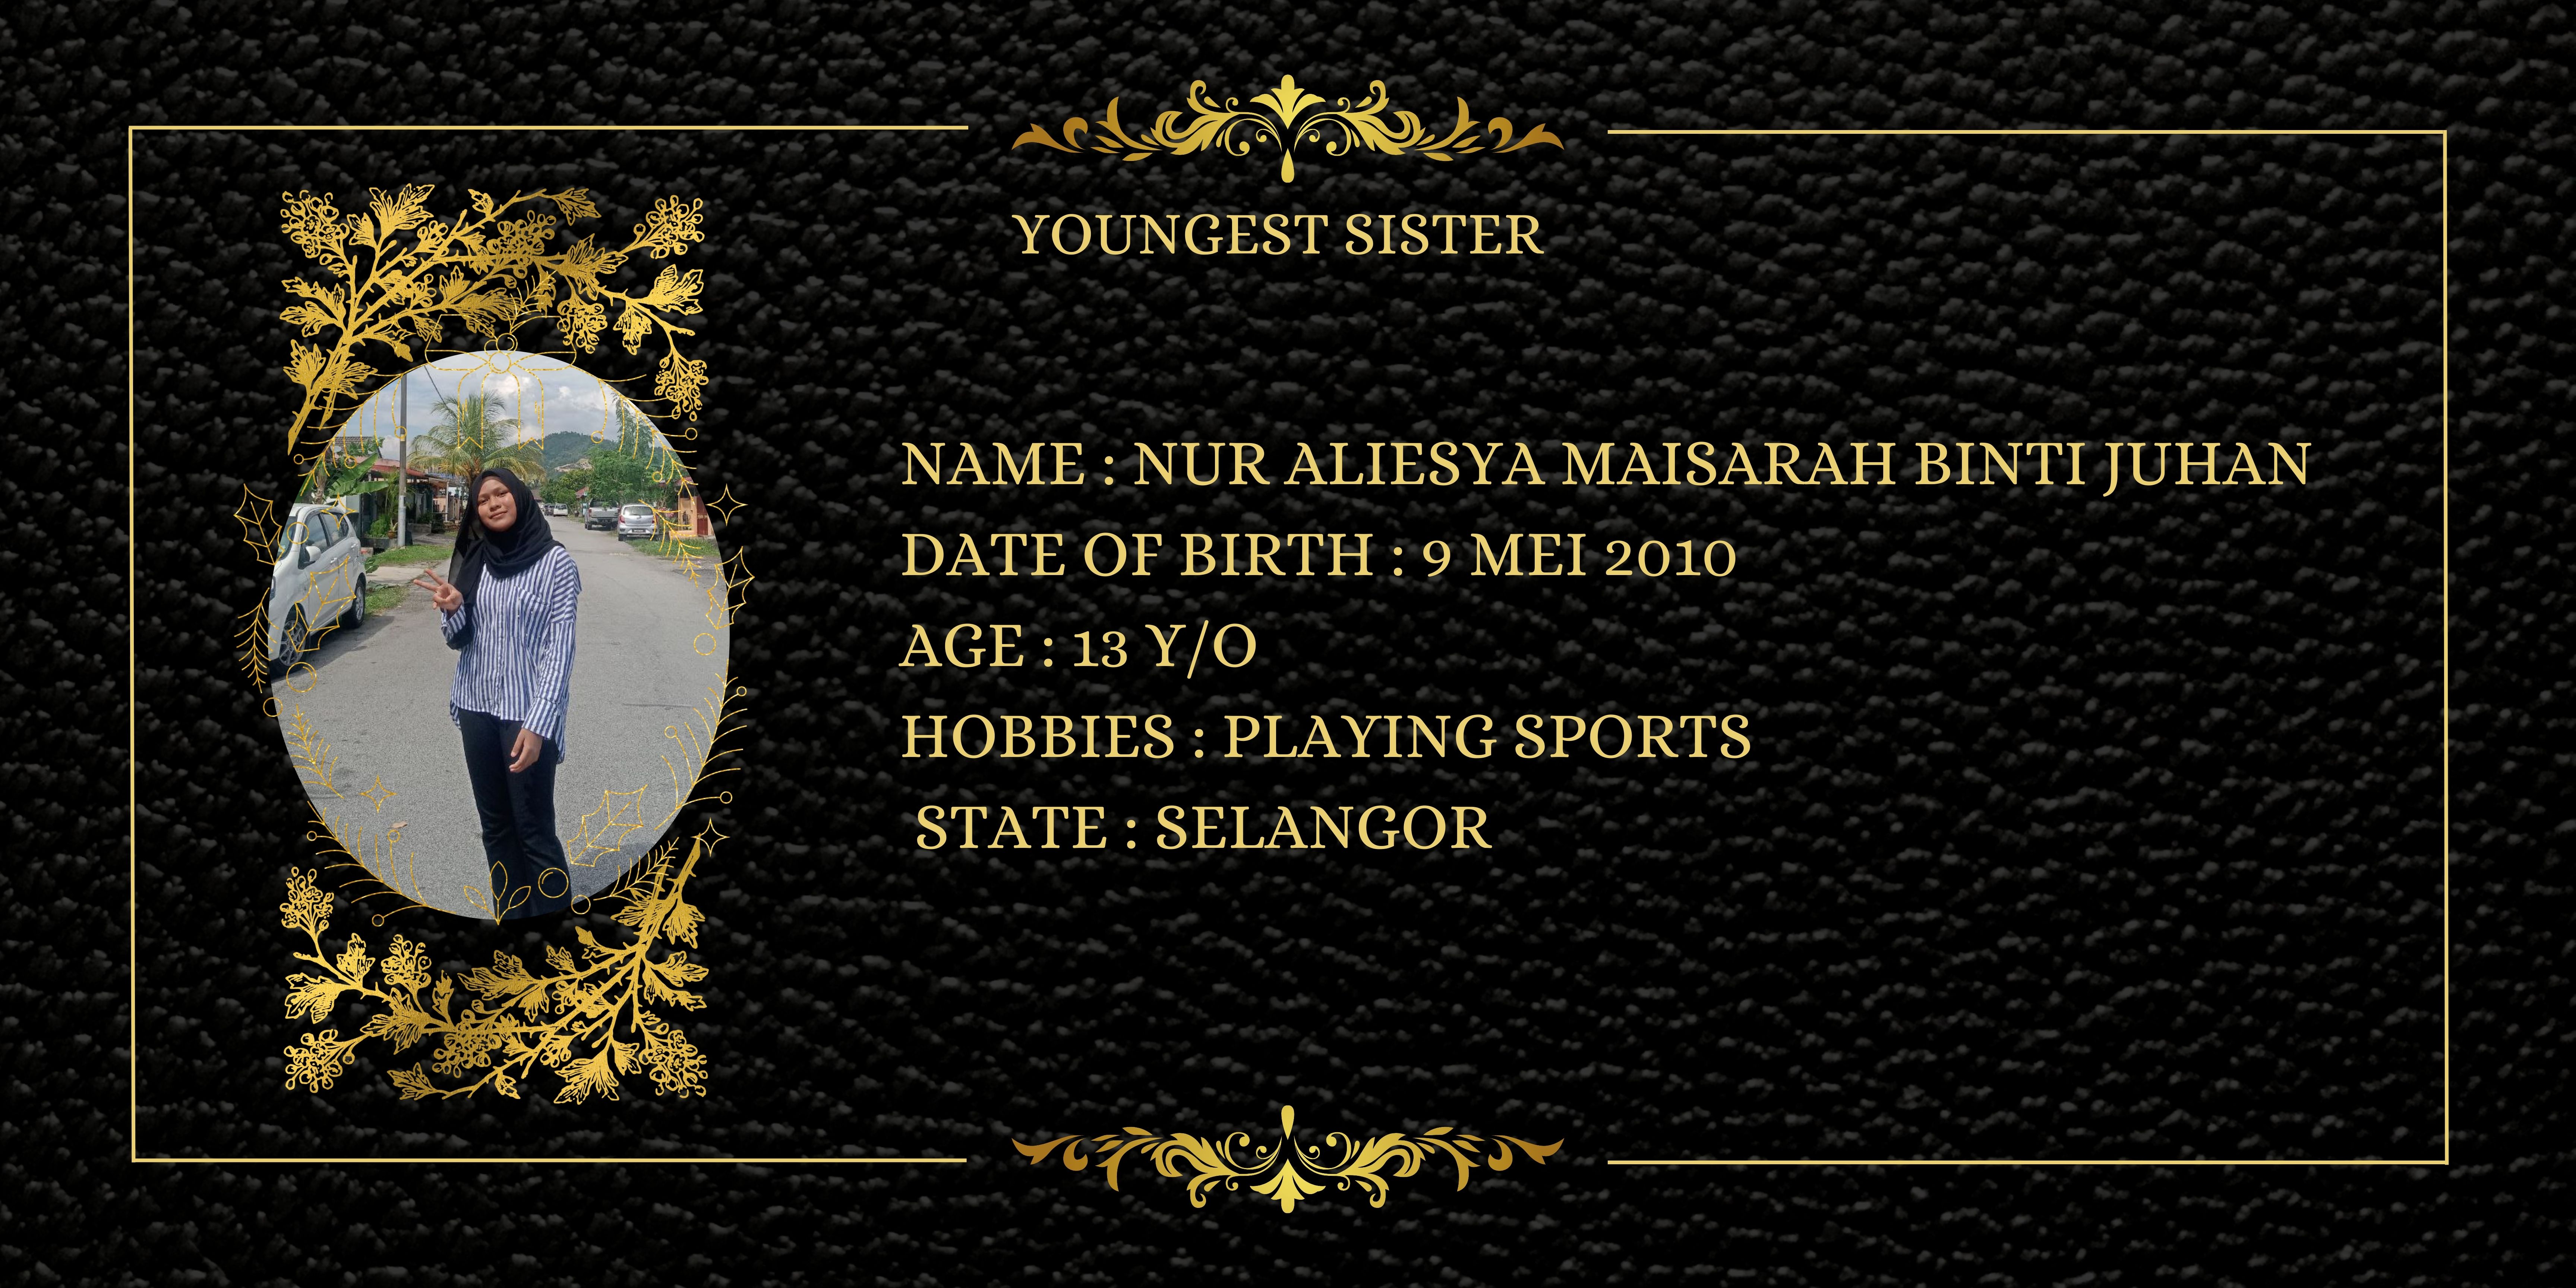 YOUNGEST SISTER
NAME : NUR ALIESYA MAISARAH BINTI JUHAN
DATE OF BIRTH : 9 MEI 2010
AGE : 13 Y/O
HOBBIES : PLAYING SPORTS
STATE : SELANGOR